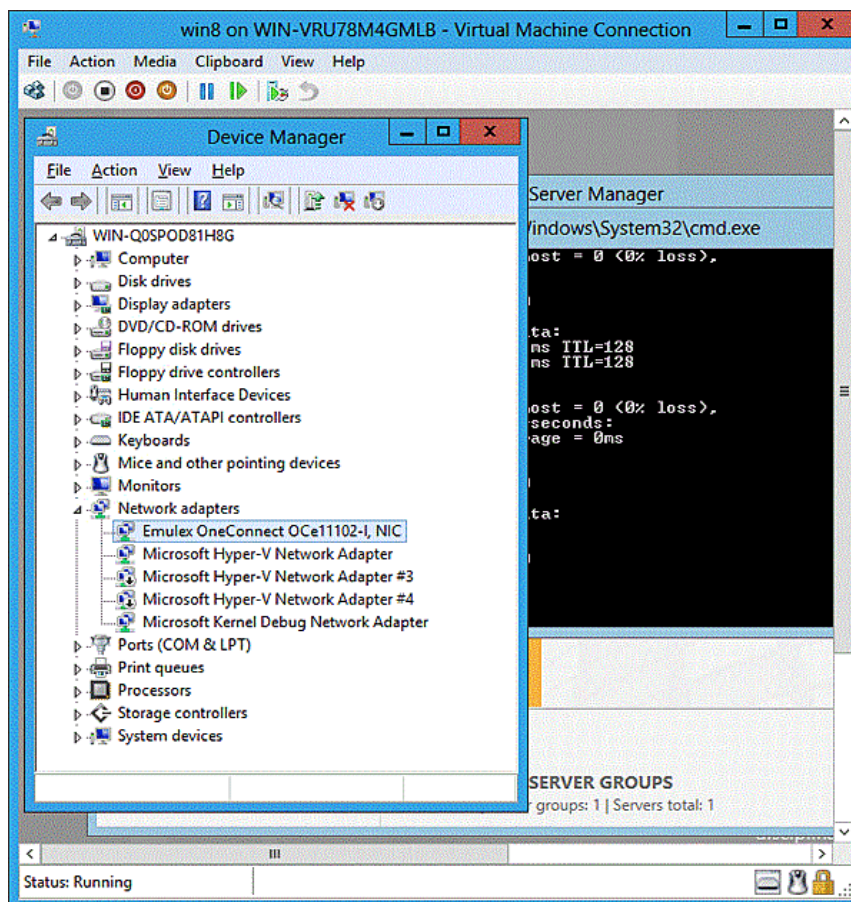 win8 on WIN-VRU78M4GMLB - Virtual Machine Connection
File Action Media Clipboard View Help
Device Manager
File Action View Help
WIN-Q0SPOD81H8G
Computer
Disk drives
Display adapters
DVD/CD-ROM drives
Floppy disk drives
Floppy drive controllers
Human Interface Devices
IDE ATA/ATAPI controllers
Keyboards
Mice and other pointing devices
Monitors
Network adapters
Emulex OneConnect OCe11102-I, NIC
Microsoft Hyper-V Network Adapter
Microsoft Hyper-V Network Adapter #3
Microsoft Hyper-V Network Adapter #4
Microsoft Kernel Debug Network Adapter
Ports (COM & LPT)
Print queues
Processors
Storage controllers
System devices
Server Manager
indows\System32\cmd.exe
ost = 0 (0% loss),
ta:
ms TTL=128
ms TTL=128
ost = 0 (0% loss),
seconds:
age = 0ms
ta:
SERVER GROUPS
groups: 1 | Servers total: 1
Status: Running